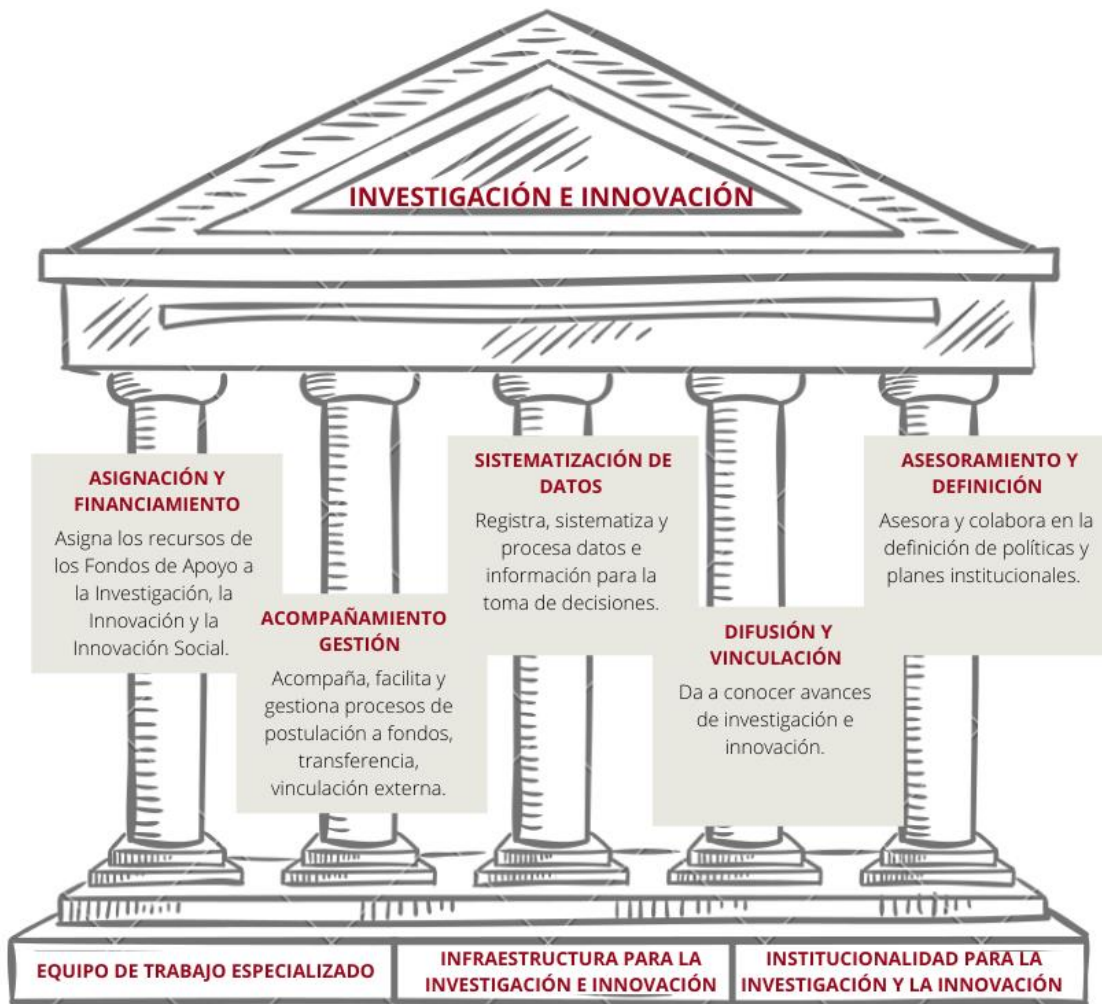 INVESTIGACIÓN E INNOVACIÓN
ASIGNACIÓN Y
FINANCIAMIENTO
Asigna los recursos de
los Fondos de Apoyo a
la Investigación, la
Innovación y la
Innovación Social.
ACOMPAÑAMIENTO
GESTIÓN
Acompaña, facilita y
gestiona procesos de
postulación a fondos,
transferencia,
vinculación externa.
SISTEMATIZACIÓN DE
DATOS
Registra, sistematiza y
procesa datos e
información para la
toma de decisiones.
DIFUSIÓN Y
VINCULACIÓN
Da a conocer avances
de investigación e
innovación.
ASESORAMIENTO Y
DEFINICIÓN
Asesora y colabora en la
definición de políticas y
planes institucionales.
EQUIPO DE TRABAJO ESPECIALIZADO
INFRAESTRUCTURA PARA LA
INVESTIGACIÓN E INNOVACIÓN
INSTITUCIONALIDAD PARA LA
INVESTIGACIÓN Y LA INNOVACIÓN